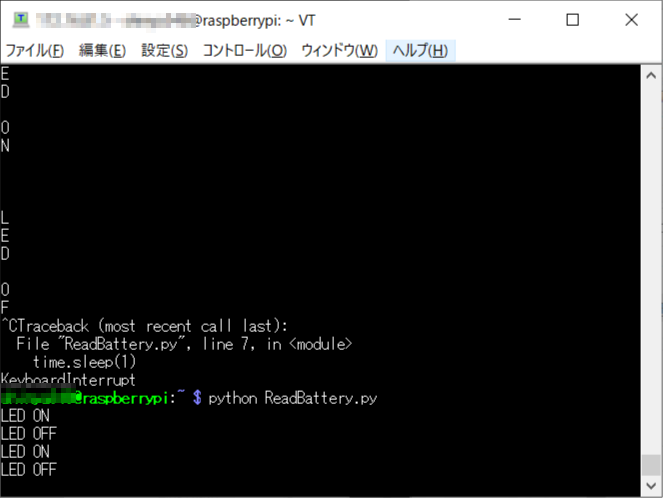 @raspberrypi: ~ VT
ファイル(F) 編集(E) 設定(S) コントロール(O) ウィンドウ(W) ヘルプ(H)
E
D
O
N
L
E
D
O
F
^CTraceback (most recent call last):
File "ReadBattery.py", line 7, in <module>
time.sleep(1)
KeyboardInterrupt
@raspberrypi:~ $ python ReadBattery.py
LED ON
LED OFF
LED ON
LED OFF